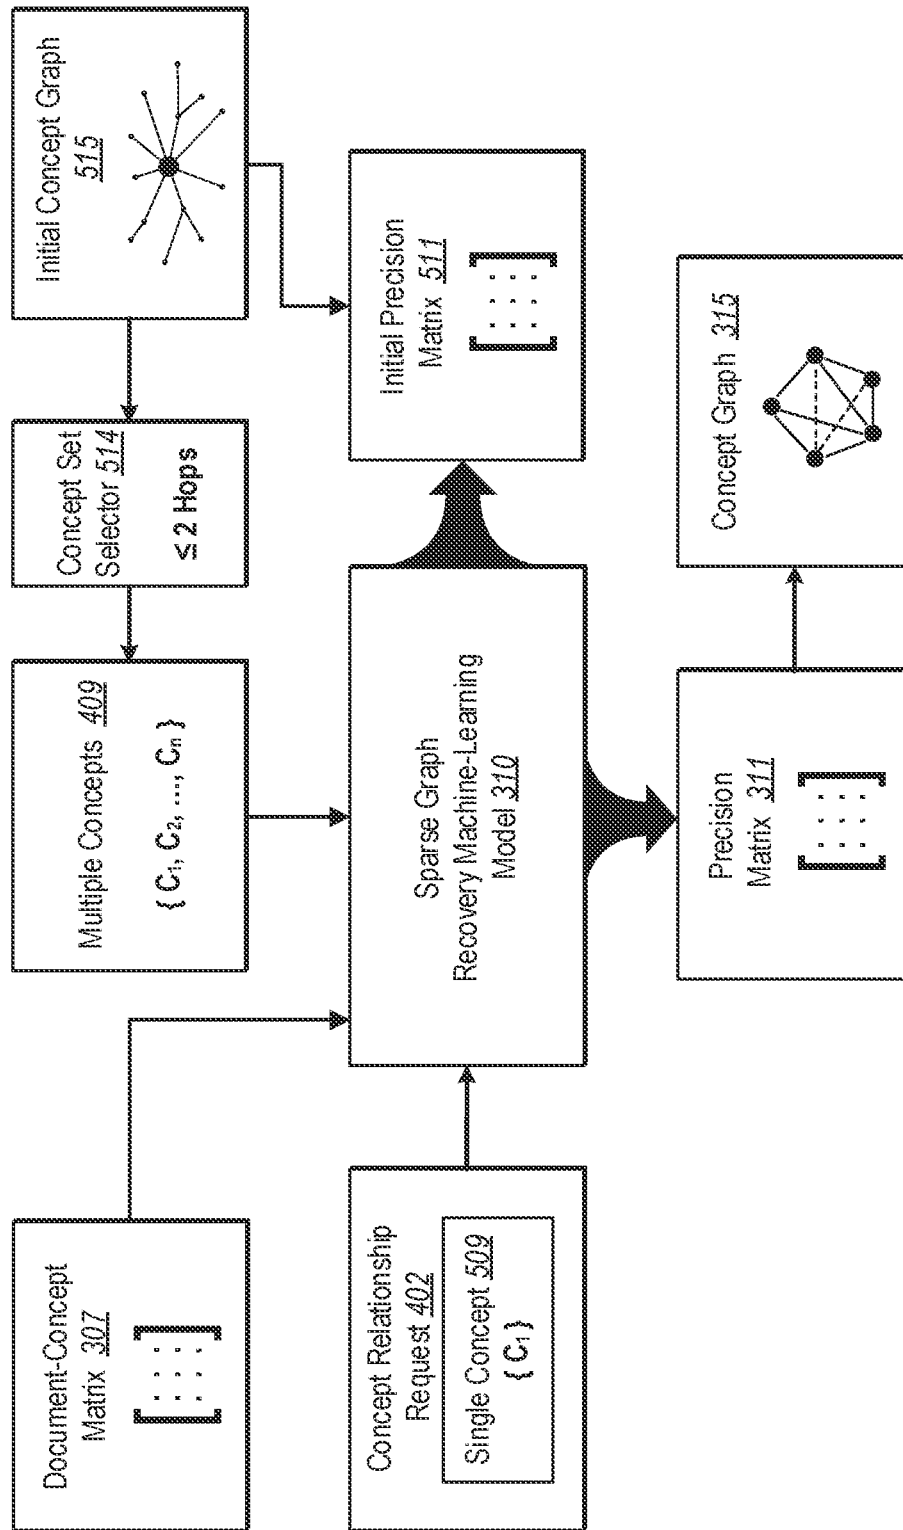 Document-Concept
Matrix 307
Multiple Concepts 409
{ C1, C2, ..., Cn }
Concept Set
Selector 514
≤ 2 Hops
Initial Concept Graph
515
Concept Relationship
Request 402
Single Concept 509
{ C1 }
Sparse Graph
Recovery Machine-Learning
Model 310
Initial Precision
Matrix 511
Precision
Matrix 311
Concept Graph 315